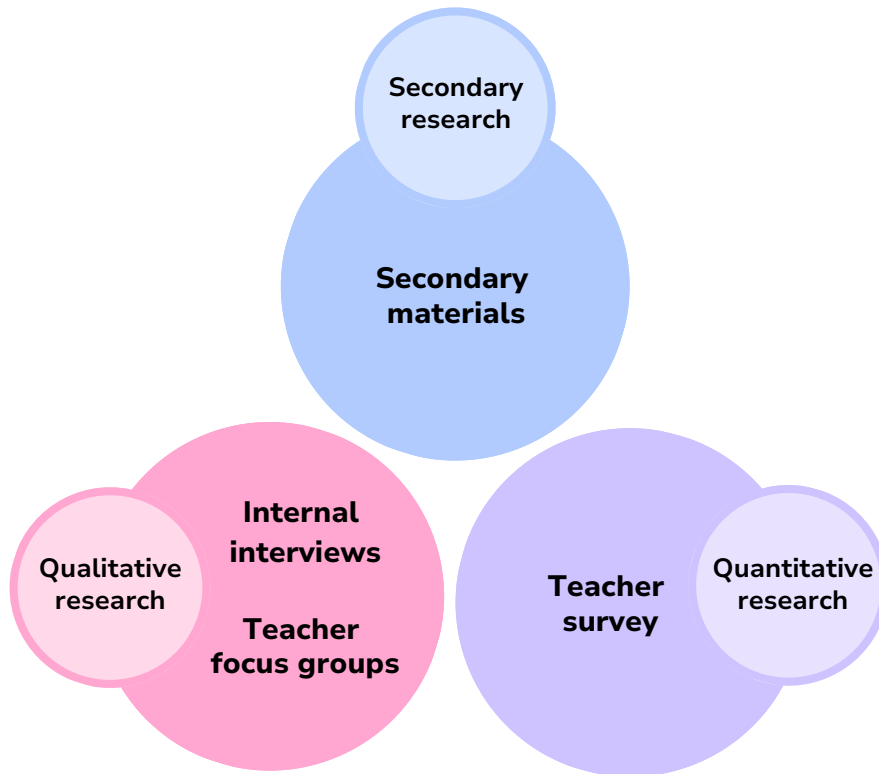 Secondary
research
Secondary
materials
Internal
interviews
Teacher
focus groups
Qualitative
research
Teacher
survey
Quantitative
research